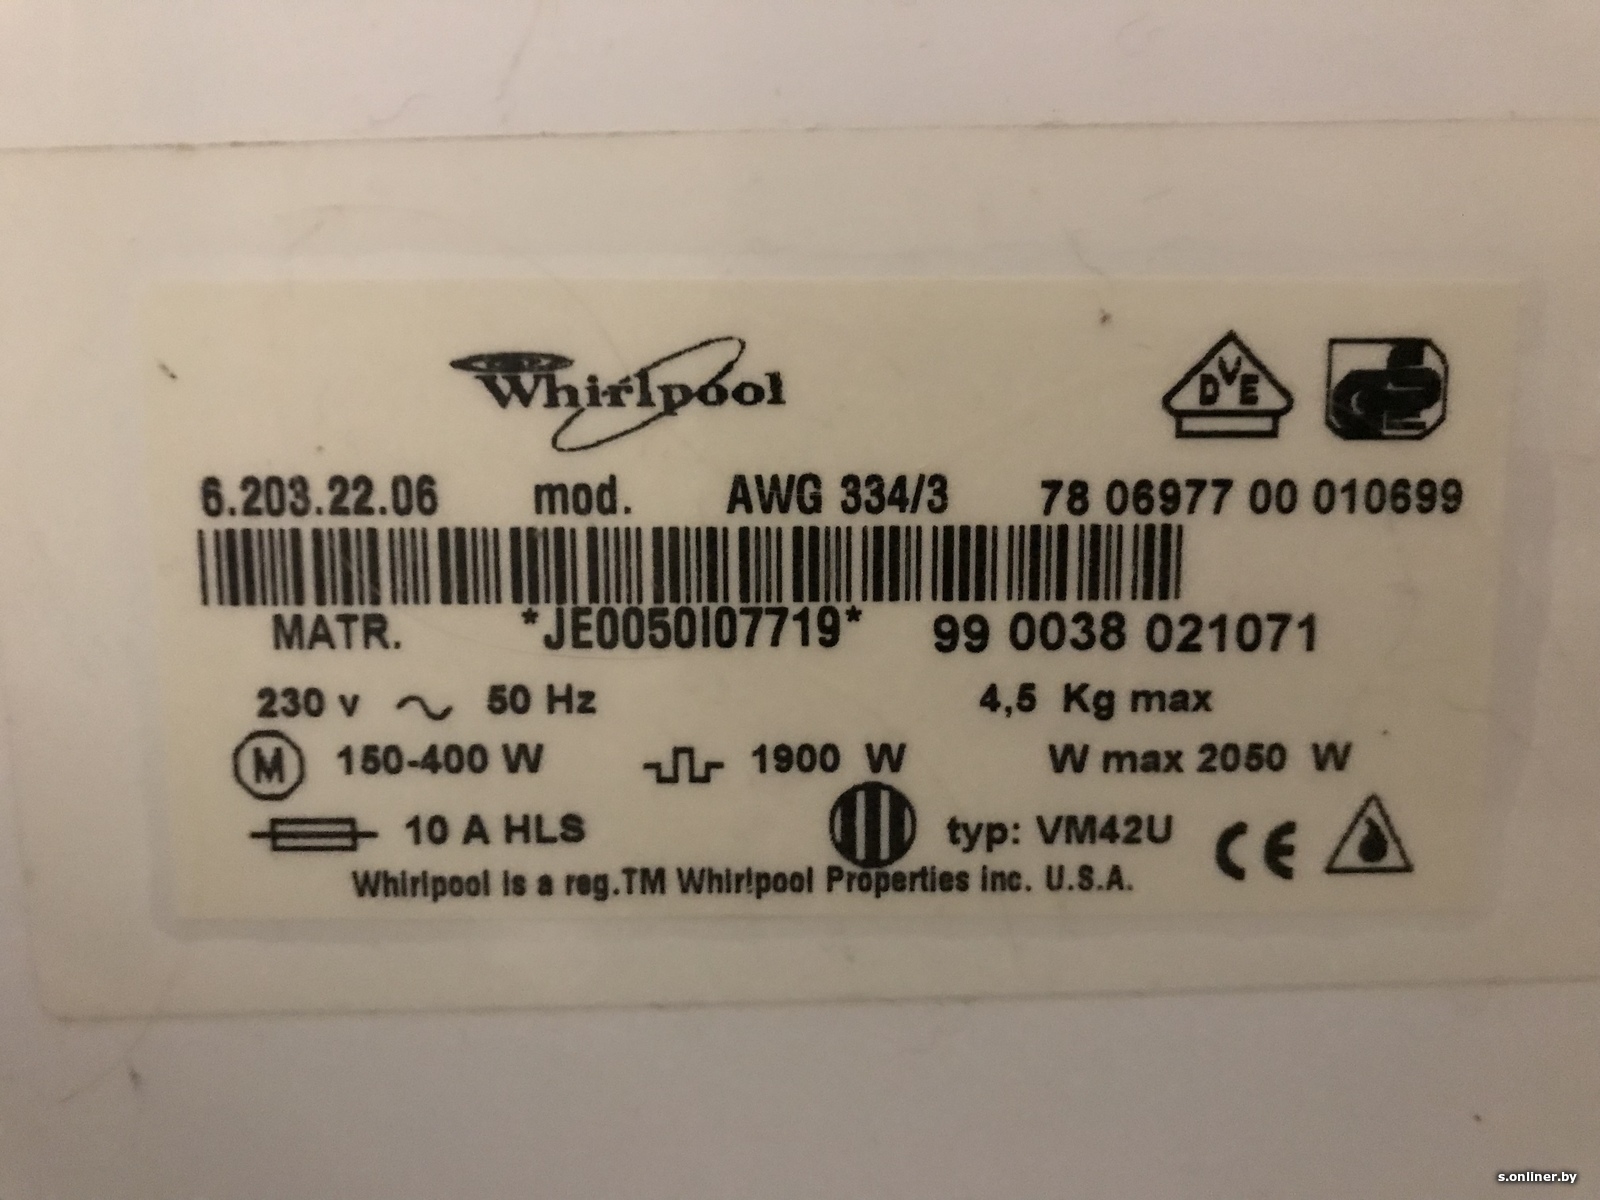 Whirlpool
DVE
6.203.22.06 mod. AWG 334/3 78 06977 00 010699
MATR. *JE0050I07719* 99 0038 021071
230 v ~ 50 Hz 4,5 Kg max
M 150-400 W 1900 W W max 2050 W
10 A HLS typ: VM42U CE
Whirlpool is a reg.TM Whirlpool Properties inc. U.S.A.
s.onliner.by